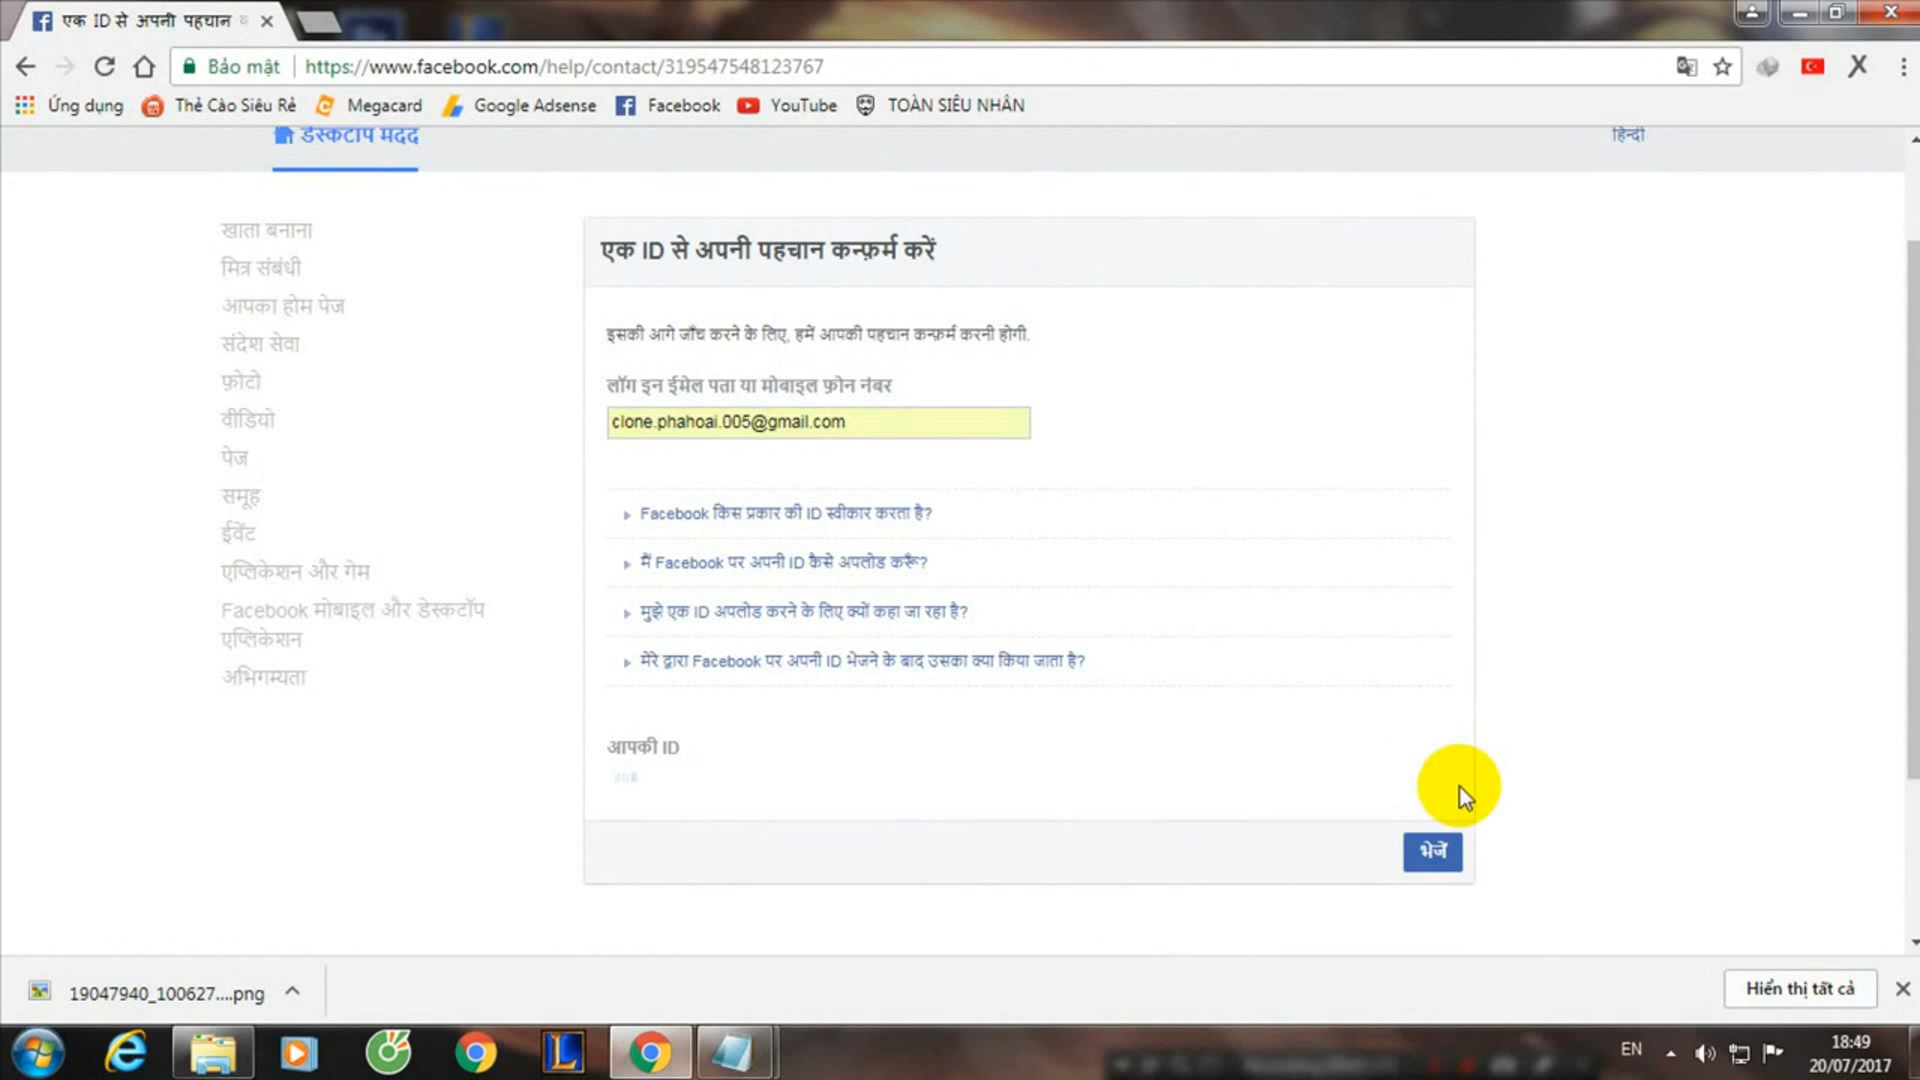 एक ID से अपनी पहचान
Bảo mật
https://www.facebook.com/help/contact/319547548123767
Ứng dụng
Thẻ Cào Siêu Rẻ
Megacard
Google Adsense
Facebook
YouTube
TOÀN SIÊU NHÂN
डेस्कटॉप मदद
हिन्दी
खाता बनाना
मित्र संबंधी
आपका होम पेज
संदेश सेवा
फ़ोटो
वीडियो
पेज
समूह
ईवेंट
एप्लिकेशन और गेम
Facebook मोबाइल और डेस्कटॉप
एप्लिकेशन
अभिगम्यता
एक ID से अपनी पहचान कन्फ़र्म करें
इसकी आगे जाँच करने के लिए, हमें आपकी पहचान कन्फ़र्म करनी होगी.
लॉग इन ईमेल पता या मोबाइल फ़ोन नंबर
clone.phahoai.005@gmail.com
Facebook किस प्रकार की ID स्वीकार करता है?
मैं Facebook पर अपनी ID कैसे अपलोड करूँ?
मुझे एक ID अपलोड करने के लिए क्यों कहा जा रहा है?
मेरे द्वारा Facebook पर अपनी ID भेजने के बाद उसका क्या किया जाता है?
आपकी ID
भेजें
19047940_100627....png
Hiển thị tất cả
EN
18:49
20/07/2017